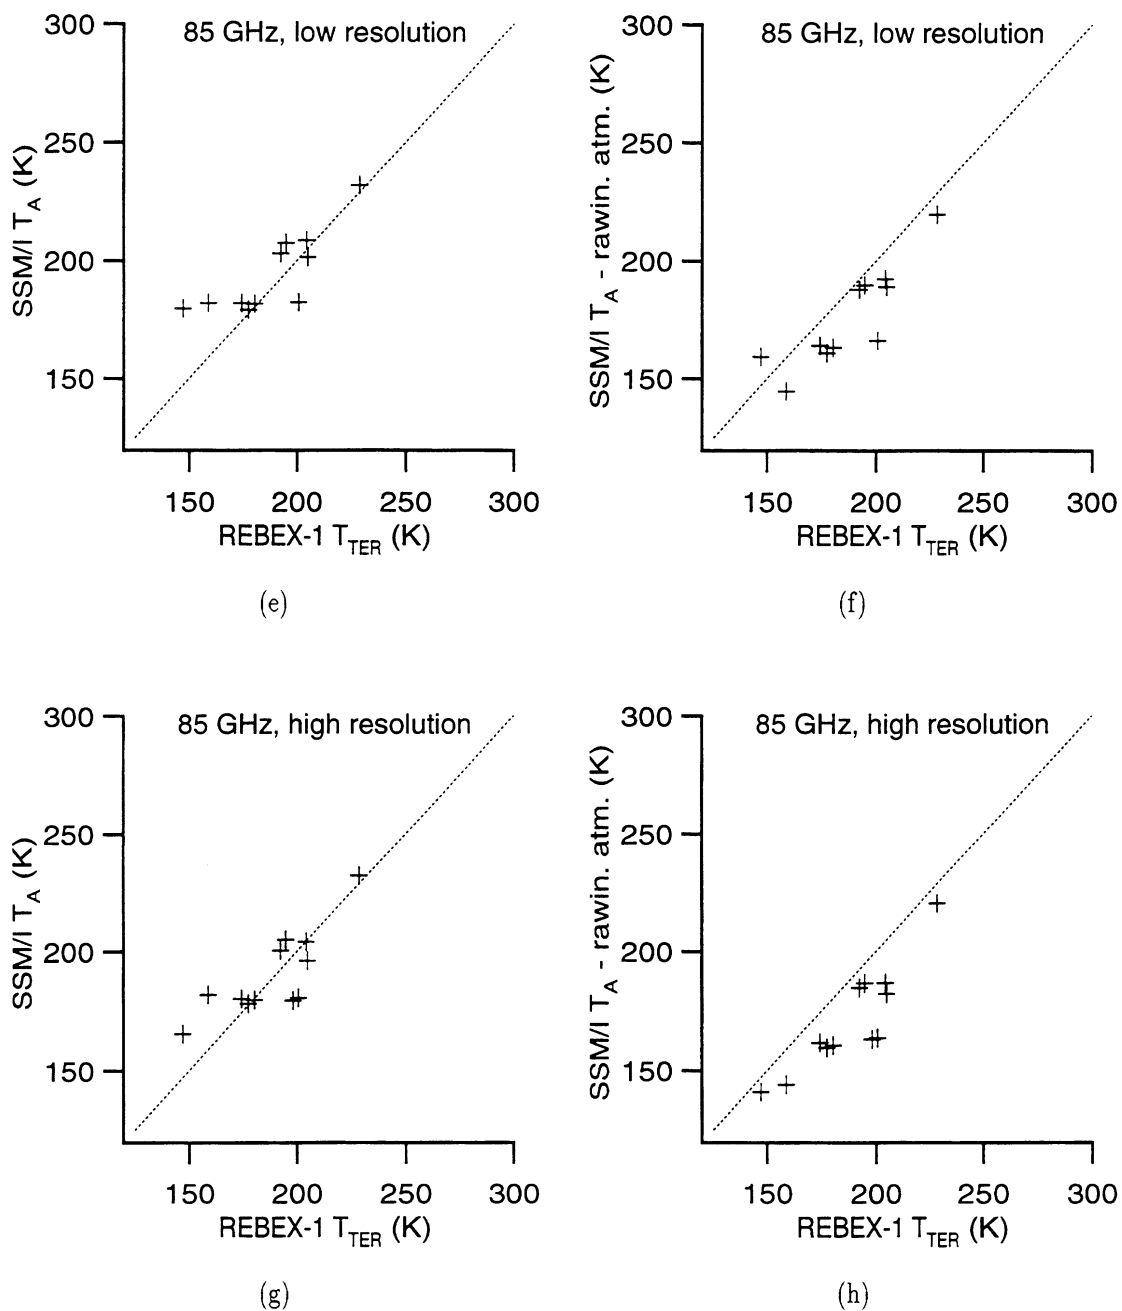 85 GHz, low resolution
SSM/I T_A (K)
300
250
200
150
150 200 250 300
REBEX-1 T_TER (K)
(e)
85 GHz, low resolution
SSM/I T_A - rawin. atm. (K)
300
250
200
150
150 200 250 300
REBEX-1 T_TER (K)
(f)
85 GHz, high resolution
SSM/I T_A (K)
300
250
200
150
150 200 250 300
REBEX-1 T_TER (K)
(g)
85 GHz, high resolution
SSM/I T_A - rawin. atm. (K)
300
250
200
150
150 200 250 300
REBEX-1 T_TER (K)
(h)